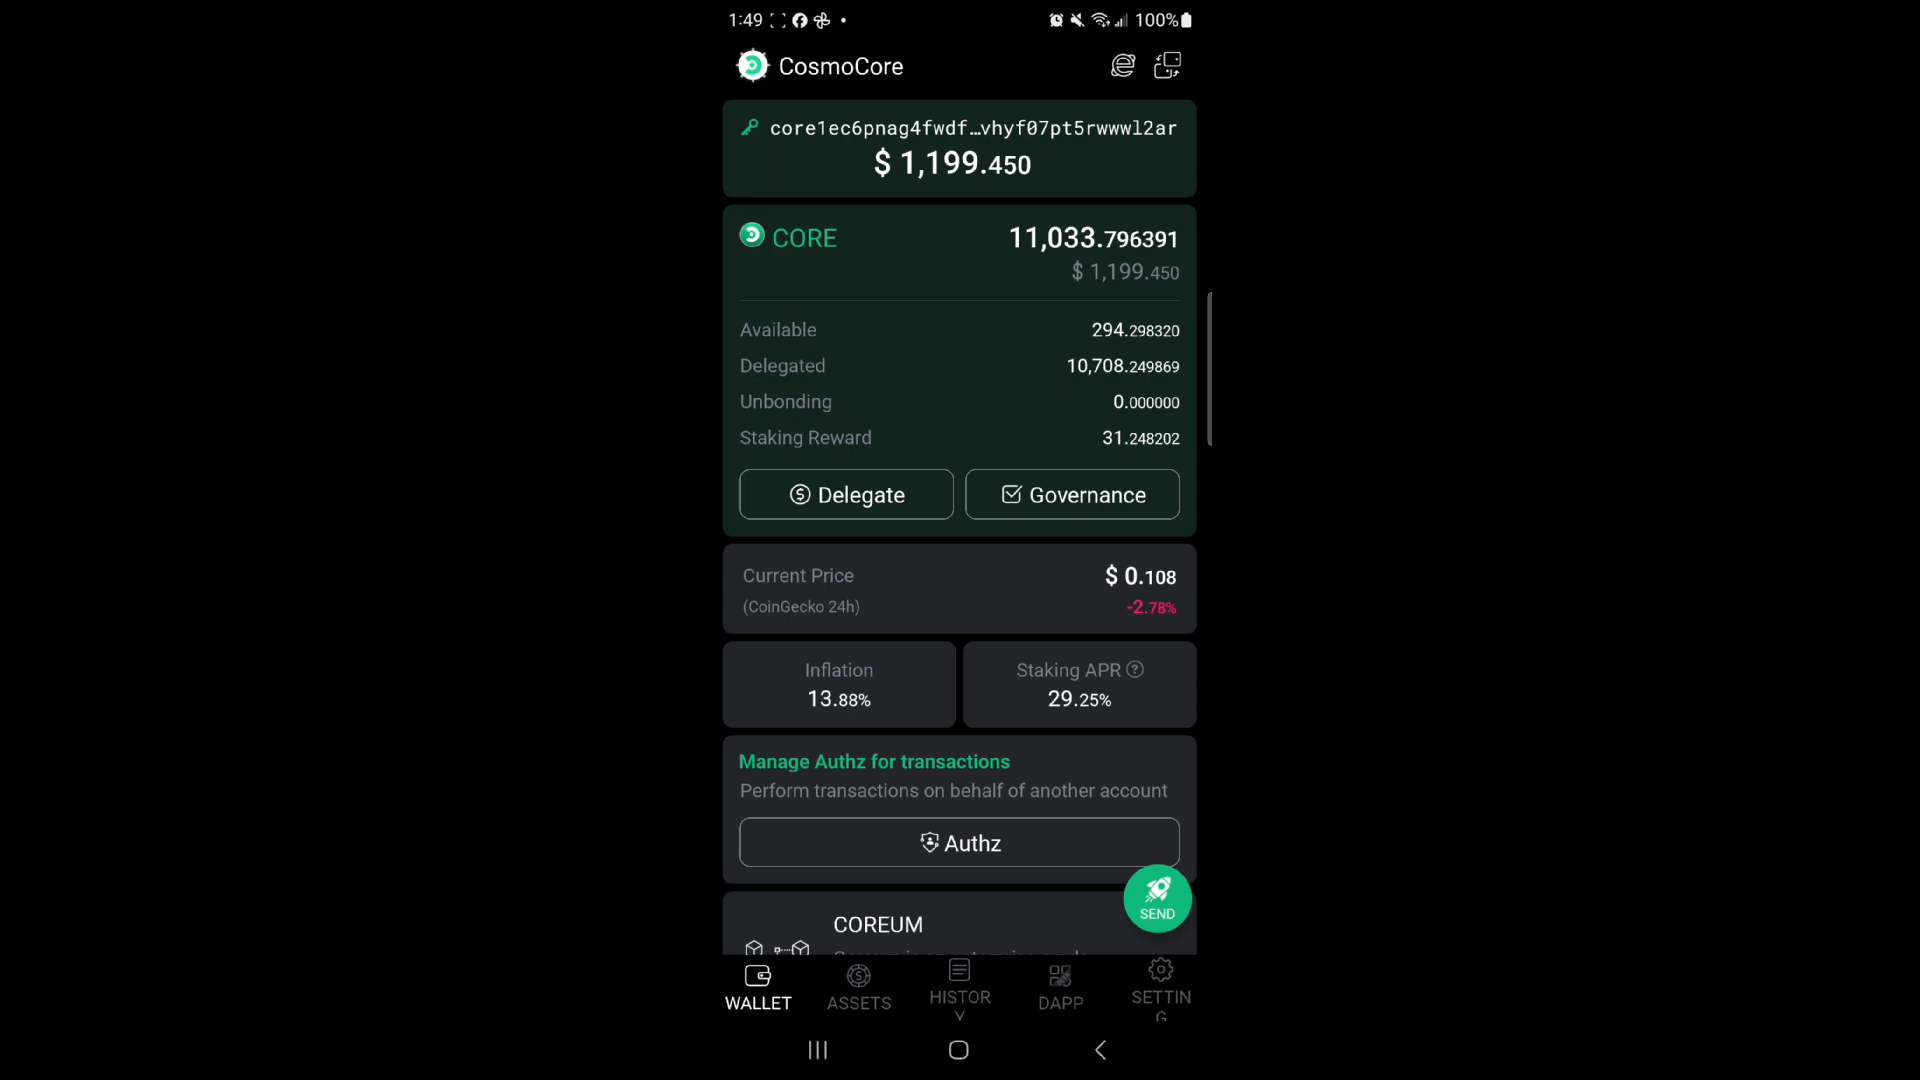 1:49 100%
CosmoCore
core1ec6pnag4fwdf…vhyf07pt5rwwwl2ar
$ 1,199.450
CORE 11,033.796391
$ 1,199.450
Available 294.298320
Delegated 10,708.249869
Unbonding 0.000000
Staking Reward 31.248202
Delegate Governance
Current Price $ 0.108
(CoinGecko 24h) -2.78%
Inflation Staking APR ?
13.88% 29.25%
Manage Authz for transactions
Perform transactions on behalf of another account
Authz
SEND
COREUM
WALLET ASSETS HISTORY DAPP SETTING